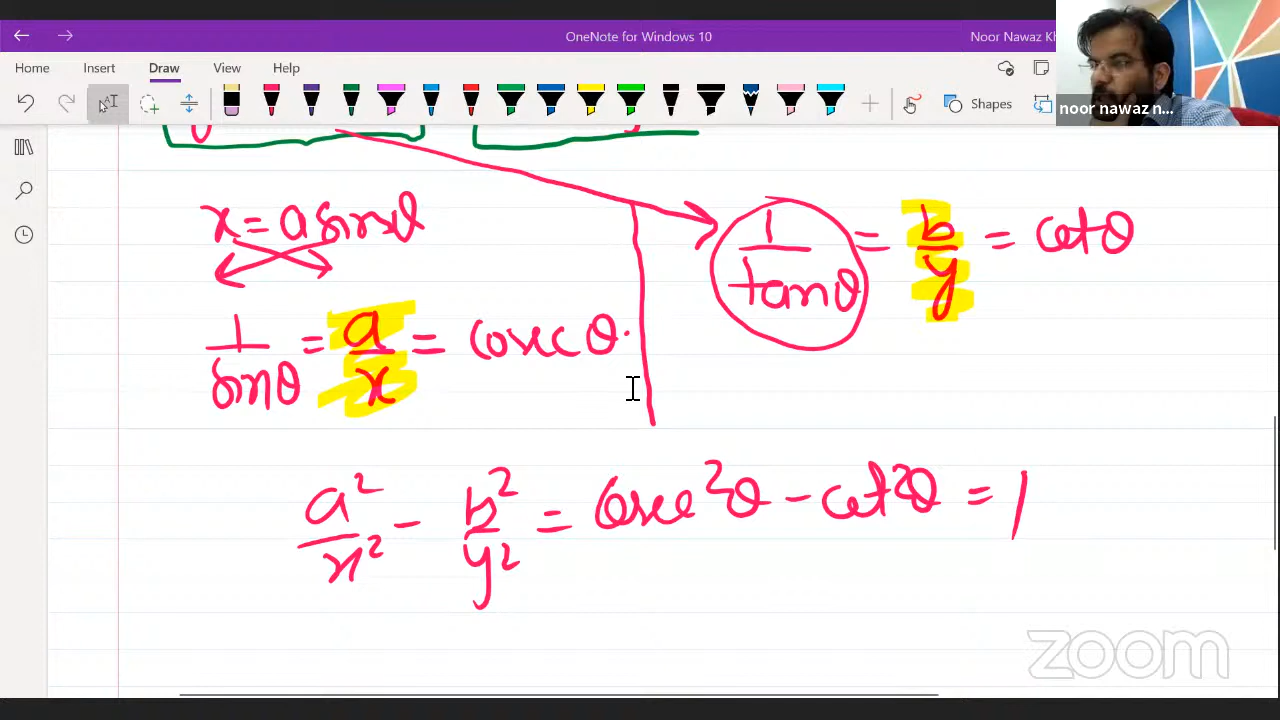 OneNote for Windows 10
Noor Nawaz Kh
Home Insert Draw View Help
Shapes
noor nawaz n...
x = a sinθ
1/tanθ = b/y = cotθ
1/sinθ = a/x = cosecθ.
a²/x² - b²/y² = cosec²θ - cot²θ = 1
zoom